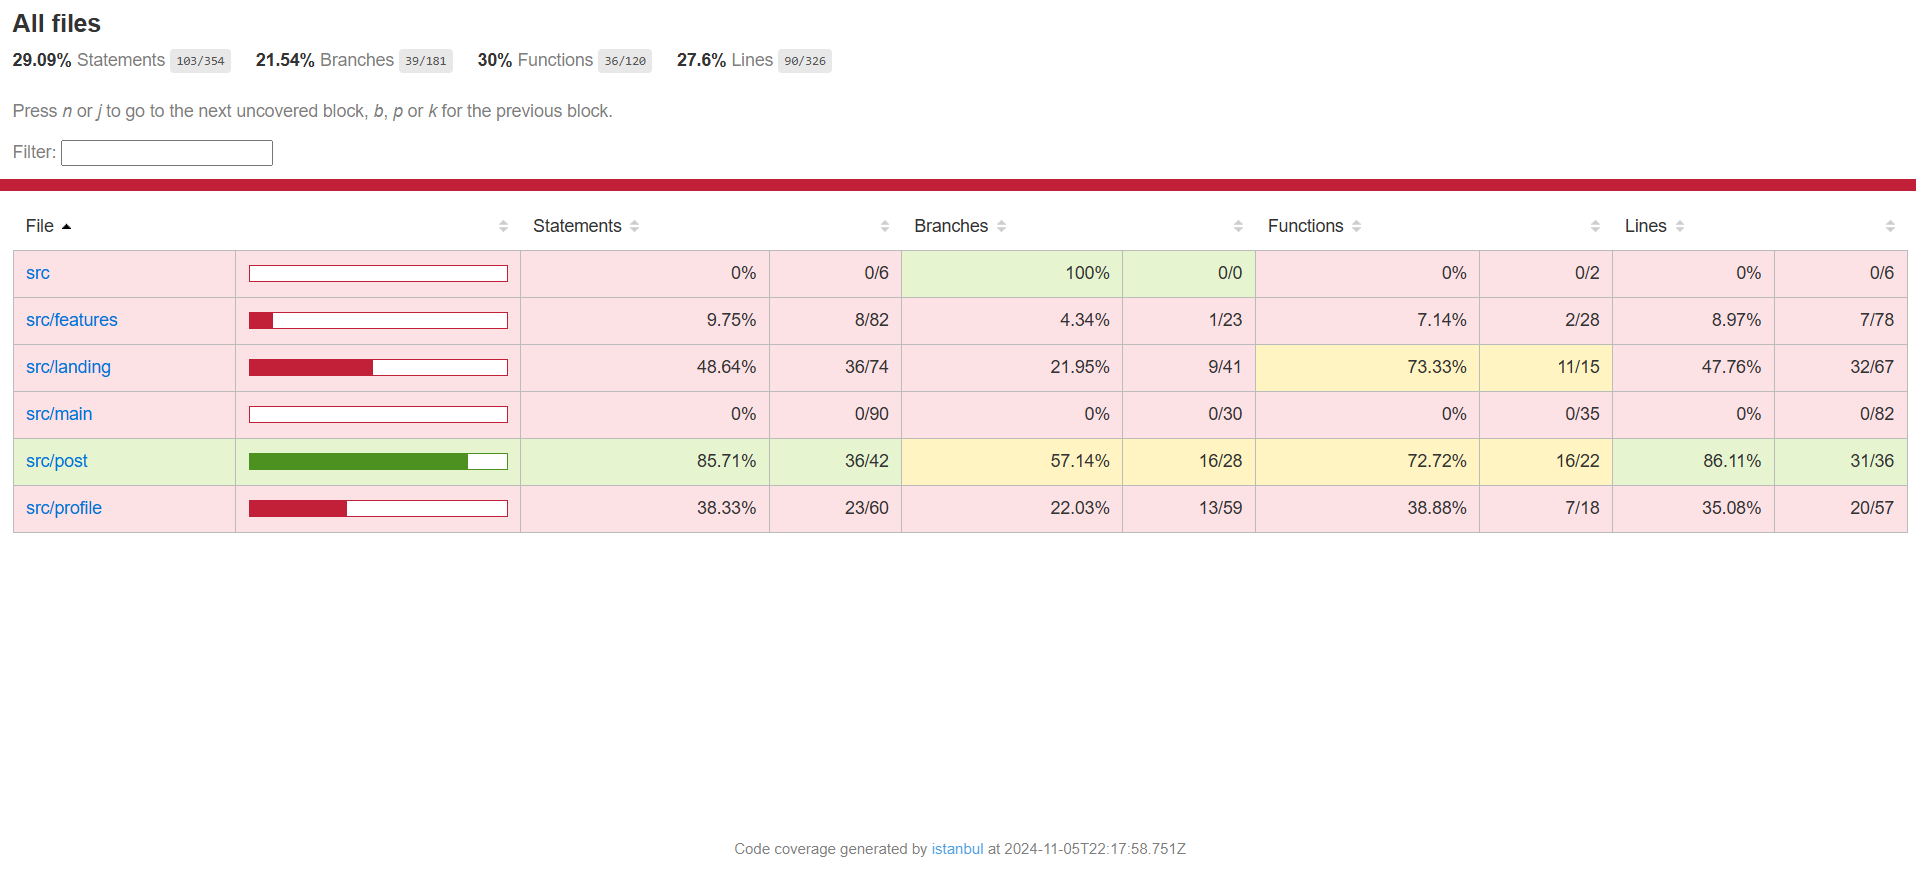 All files
29.09% Statements 103/354 21.54% Branches 39/181 30% Functions 36/120 27.6% Lines 90/326
Press n or j to go to the next uncovered block, b, p or k for the previous block.
Filter:
File Statements Branches Functions Lines
src 0% 0/6 100% 0/0 0% 0/2 0% 0/6
src/features 9.75% 8/82 4.34% 1/23 7.14% 2/28 8.97% 7/78
src/landing 48.64% 36/74 21.95% 9/41 73.33% 11/15 47.76% 32/67
src/main 0% 0/90 0% 0/30 0% 0/35 0% 0/82
src/post 85.71% 36/42 57.14% 16/28 72.72% 16/22 86.11% 31/36
src/profile 38.33% 23/60 22.03% 13/59 38.88% 7/18 35.08% 20/57
Code coverage generated by istanbul at 2024-11-05T22:17:58.751Z